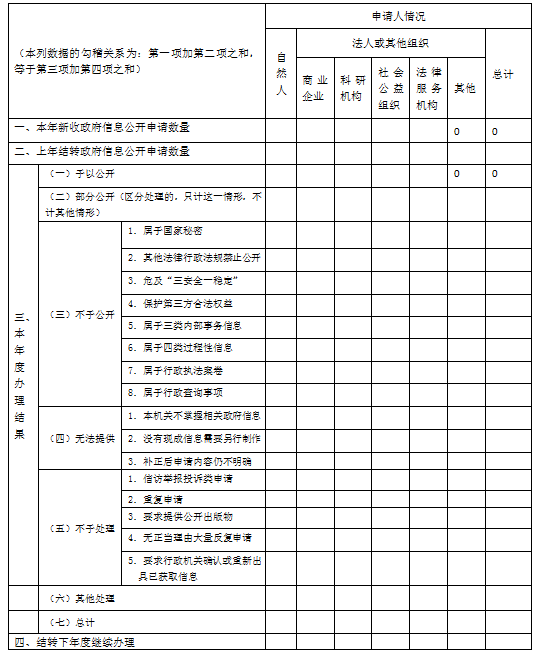 申请人情况
（本列数据的勾稽关系为：第一项加第二项之和，
等于第三项加第四项之和）
自
然
人
法人或其他组织
总计
商 业
企业
科 研
机构
社 会
公 益
组织
法 律
服 务
机构
其他
一、本年新收政府信息公开申请数量
0
0
二、上年结转政府信息公开申请数量
三、
本
年
度
办
理
结
果
（一）予以公开
0
0
（二）部分公开（区分处理的，只计这一情形，不
计其他情形）
（三）不予公开
1．属于国家秘密
2．其他法律行政法规禁止公开
3．危及“三安全一稳定”
4．保护第三方合法权益
5．属于三类内部事务信息
6．属于四类过程性信息
7．属于行政执法案卷
8．属于行政查询事项
（四）无法提供
1．本机关不掌握相关政府信息
2．没有现成信息需要另行制作
3．补正后申请内容仍不明确
（五）不予处理
1．信访举报投诉类申请
2．重复申请
3．要求提供公开出版物
4．无正当理由大量反复申请
5．要求行政机关确认或重新出
具已获取信息
（六）其他处理
（七）总计
四、结转下年度继续办理